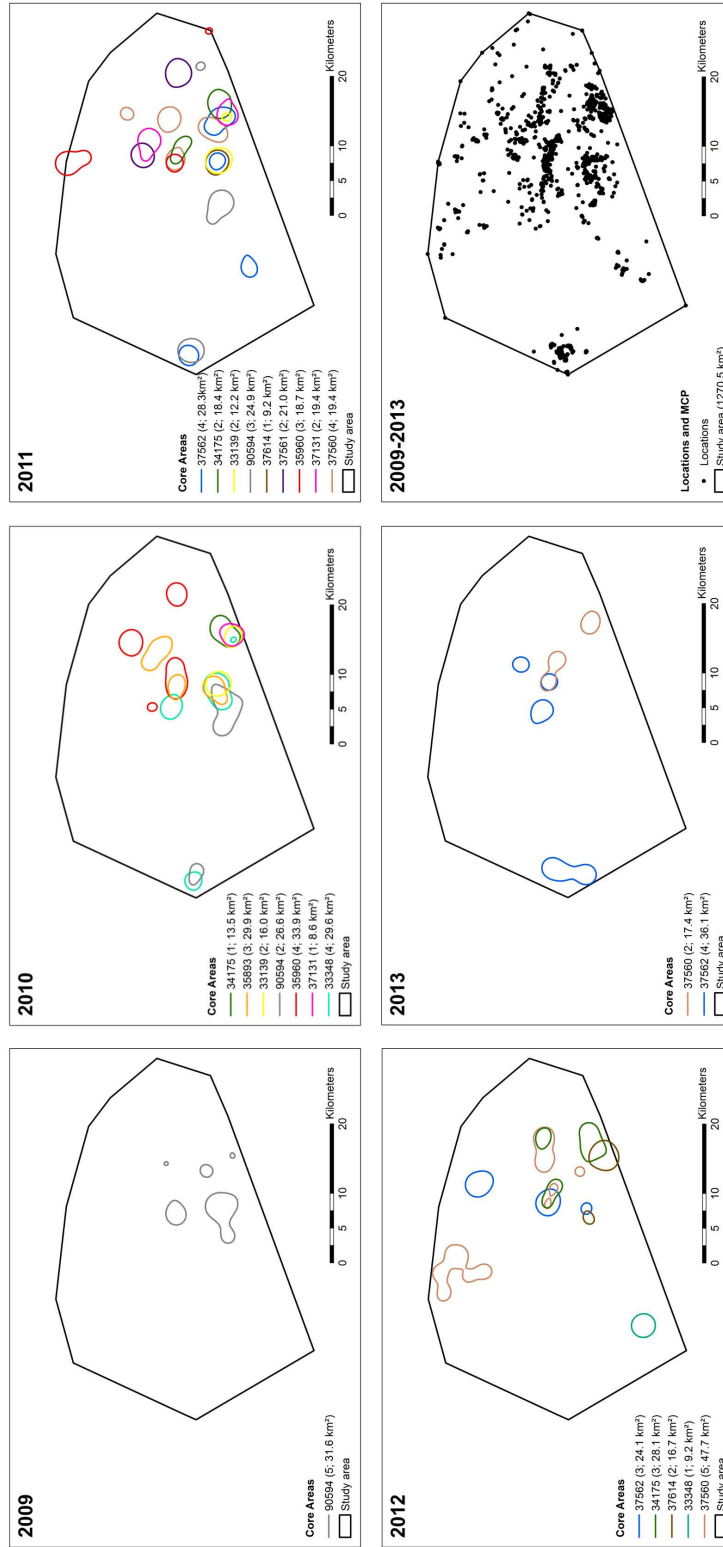 2009
Core Areas
90594 (5; 31.6 km²)
Study area
0 5 10 20
Kilometers
2010
Core Areas
34175 (1; 13.5 km²)
35893 (3; 29.9 km²)
33139 (2; 16.0 km²)
90594 (2; 26.6 km²)
35960 (4; 33.9 km²)
37131 (1; 8.6 km²)
33348 (4; 29.6 km²)
Study area
0 5 10 20
Kilometers
2011
Core Areas
37562 (4; 28.3km²)
34175 (2; 18.4 km²)
33139 (2; 12.2 km²)
90594 (3; 24.9 km²)
37614 (1; 9.2 km²)
37561 (2; 21.0 km²)
35960 (3; 18.7 km²)
37131 (2; 19.4 km²)
37560 (4; 19.4 km²)
Study area
0 5 10 20
Kilometers
2012
Core Areas
37562 (3; 24.1 km²)
34175 (3; 28.1 km²)
37614 (2; 16.7 km²)
33348 (1; 9.2 km²)
37560 (5; 47.7 km²)
Study area
0 5 10 20
Kilometers
2013
Core Areas
37560 (2; 17.4 km²)
37562 (4; 36.1 km²)
Study area
0 5 10 20
Kilometers
2009-2013
Locations and MCP
Locations
Study area (1270.5 km²)
0 5 10 20
Kilometers